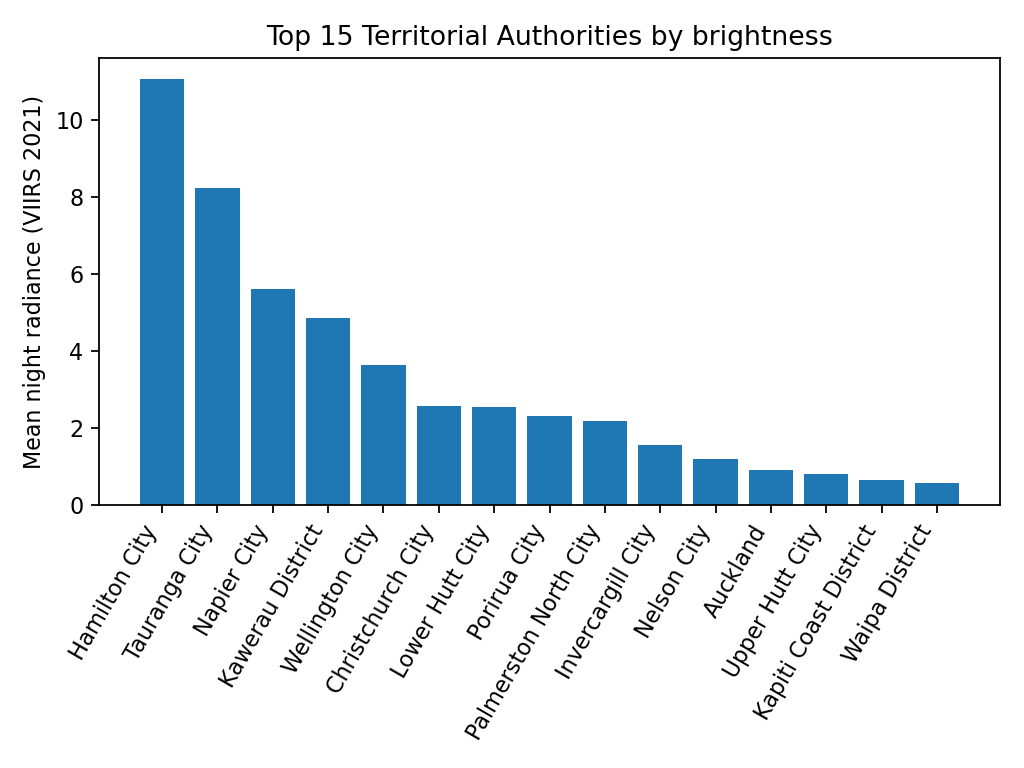 Top 15 Territorial Authorities by brightness
Mean night radiance (VIIRS 2021)
10
8
6
4
2
0
Hamilton City
Tauranga City
Napier City
Kawerau District
Wellington City
Christchurch City
Lower Hutt City
Porirua City
Palmerston North City
Invercargill City
Nelson City
Auckland
Upper Hutt City
Kapiti Coast District
Waipa District